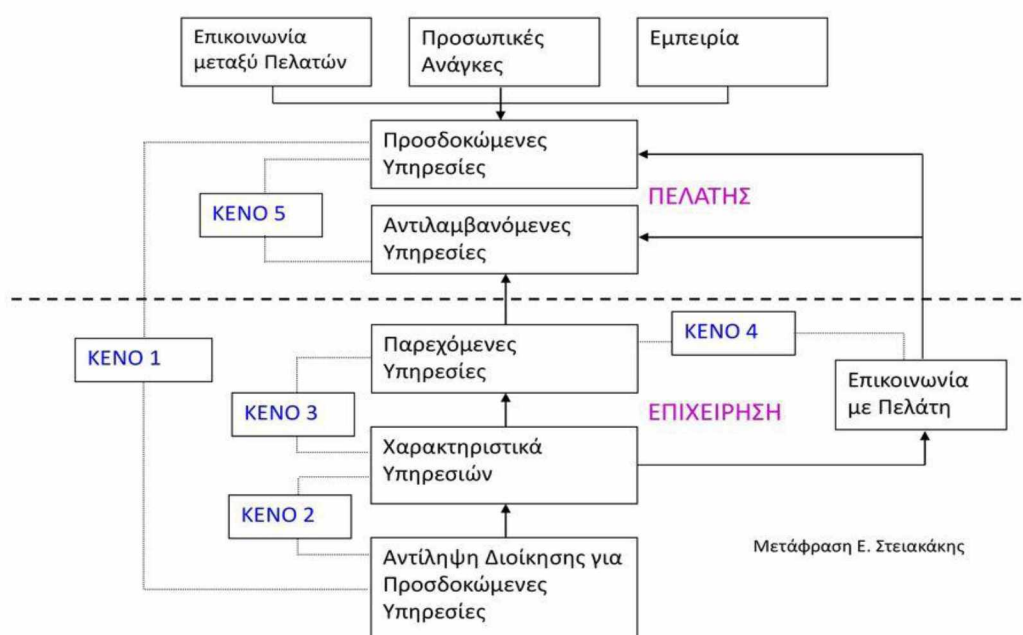 Επικοινωνία
μεταξύ Πελατών
Προσωπικές
Ανάγκες
Εμπειρία
Προσδοκώμενες
Υπηρεσίες
ΠΕΛΑΤΗΣ
ΚΕΝΟ 5
Αντιλαμβανόμενες
Υπηρεσίες
ΚΕΝΟ 4
ΚΕΝΟ 1
Παρεχόμενες
Υπηρεσίες
Επικοινωνία
με Πελάτη
ΚΕΝΟ 3
ΕΠΙΧΕΙΡΗΣΗ
Χαρακτηριστικά
Υπηρεσιών
ΚΕΝΟ 2
Αντίληψη Διοίκησης για
Προσδοκώμενες
Υπηρεσίες
Μετάφραση Ε. Στειακάκης